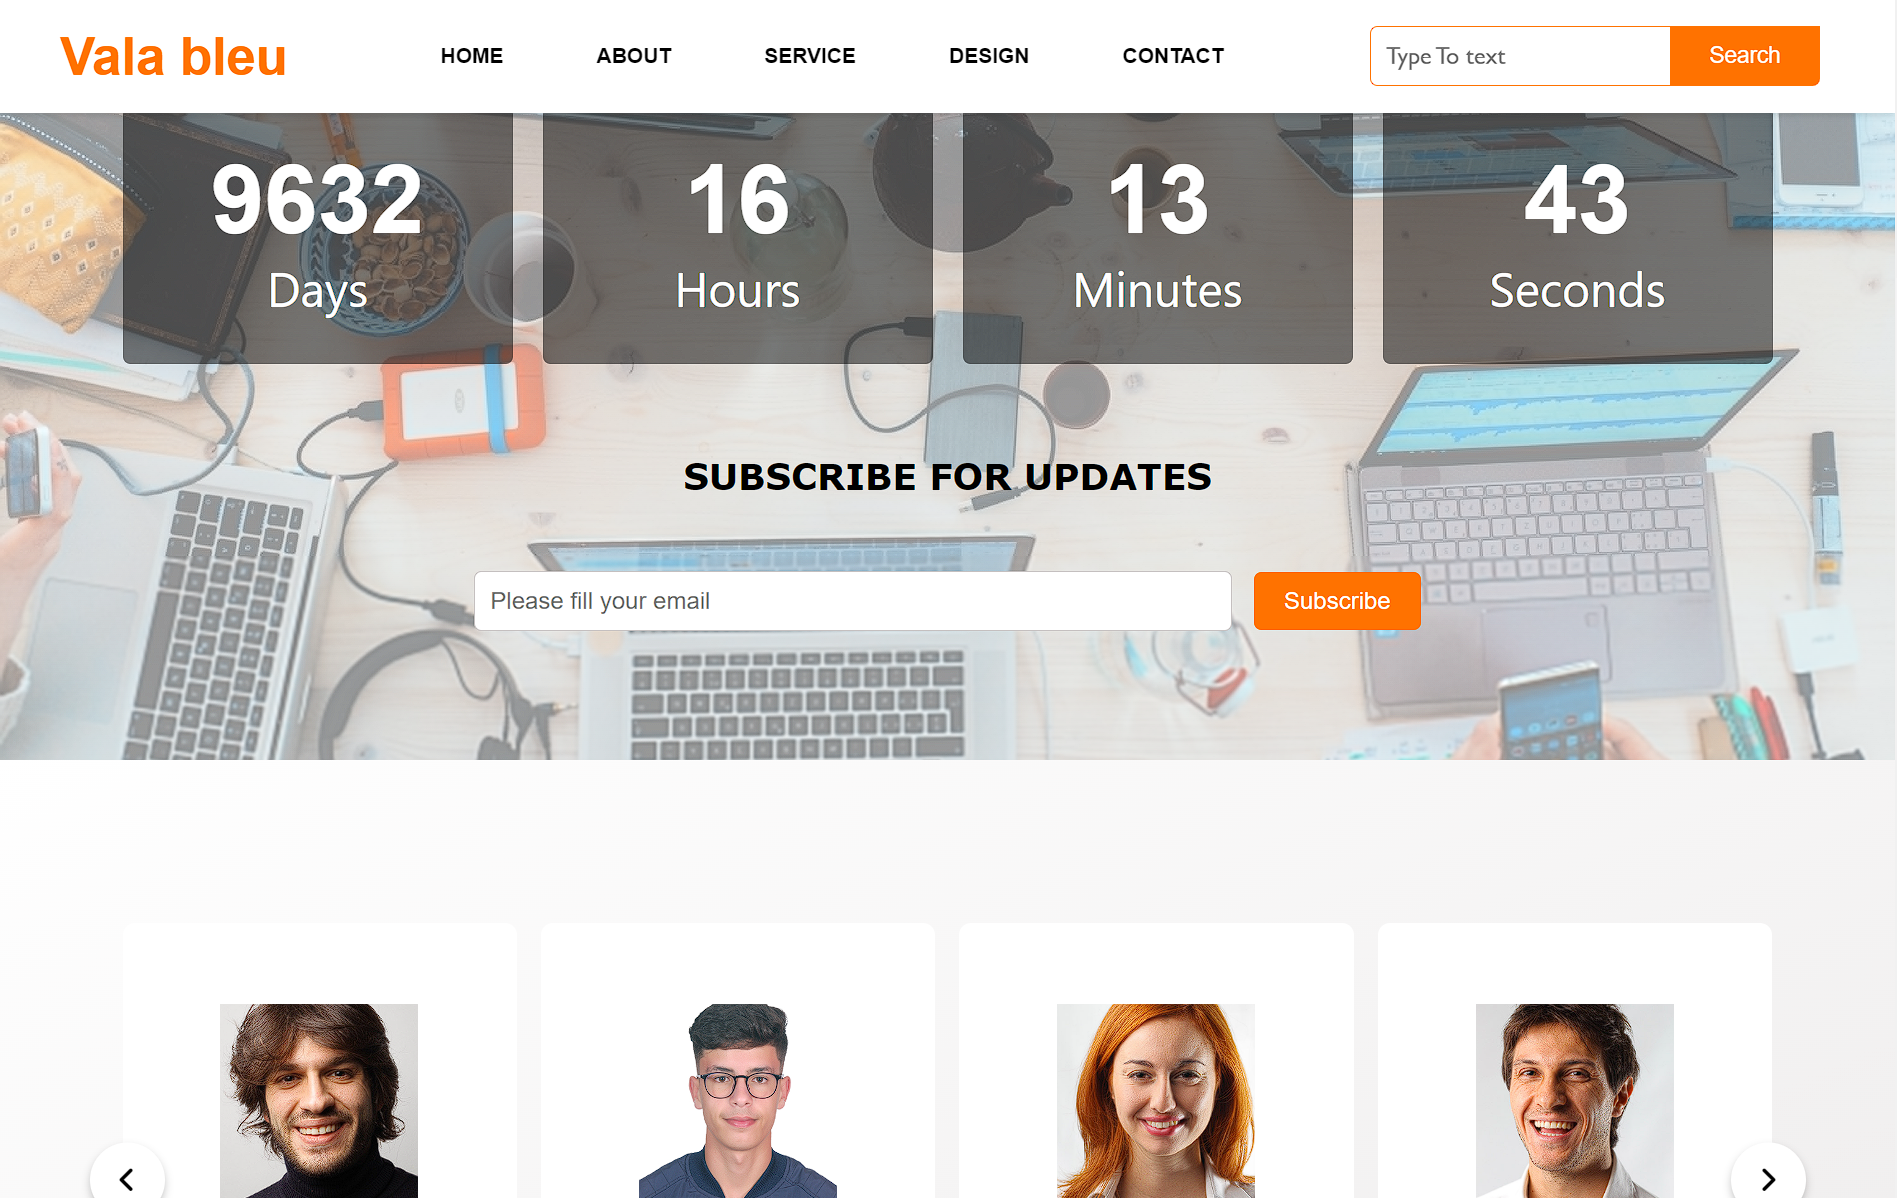 Vala bleu HOME ABOUT SERVICE DESIGN CONTACT Type To text Search
9632 16 13 43
Days Hours Minutes Seconds
SUBSCRIBE FOR UPDATES
Please fill your email Subscribe